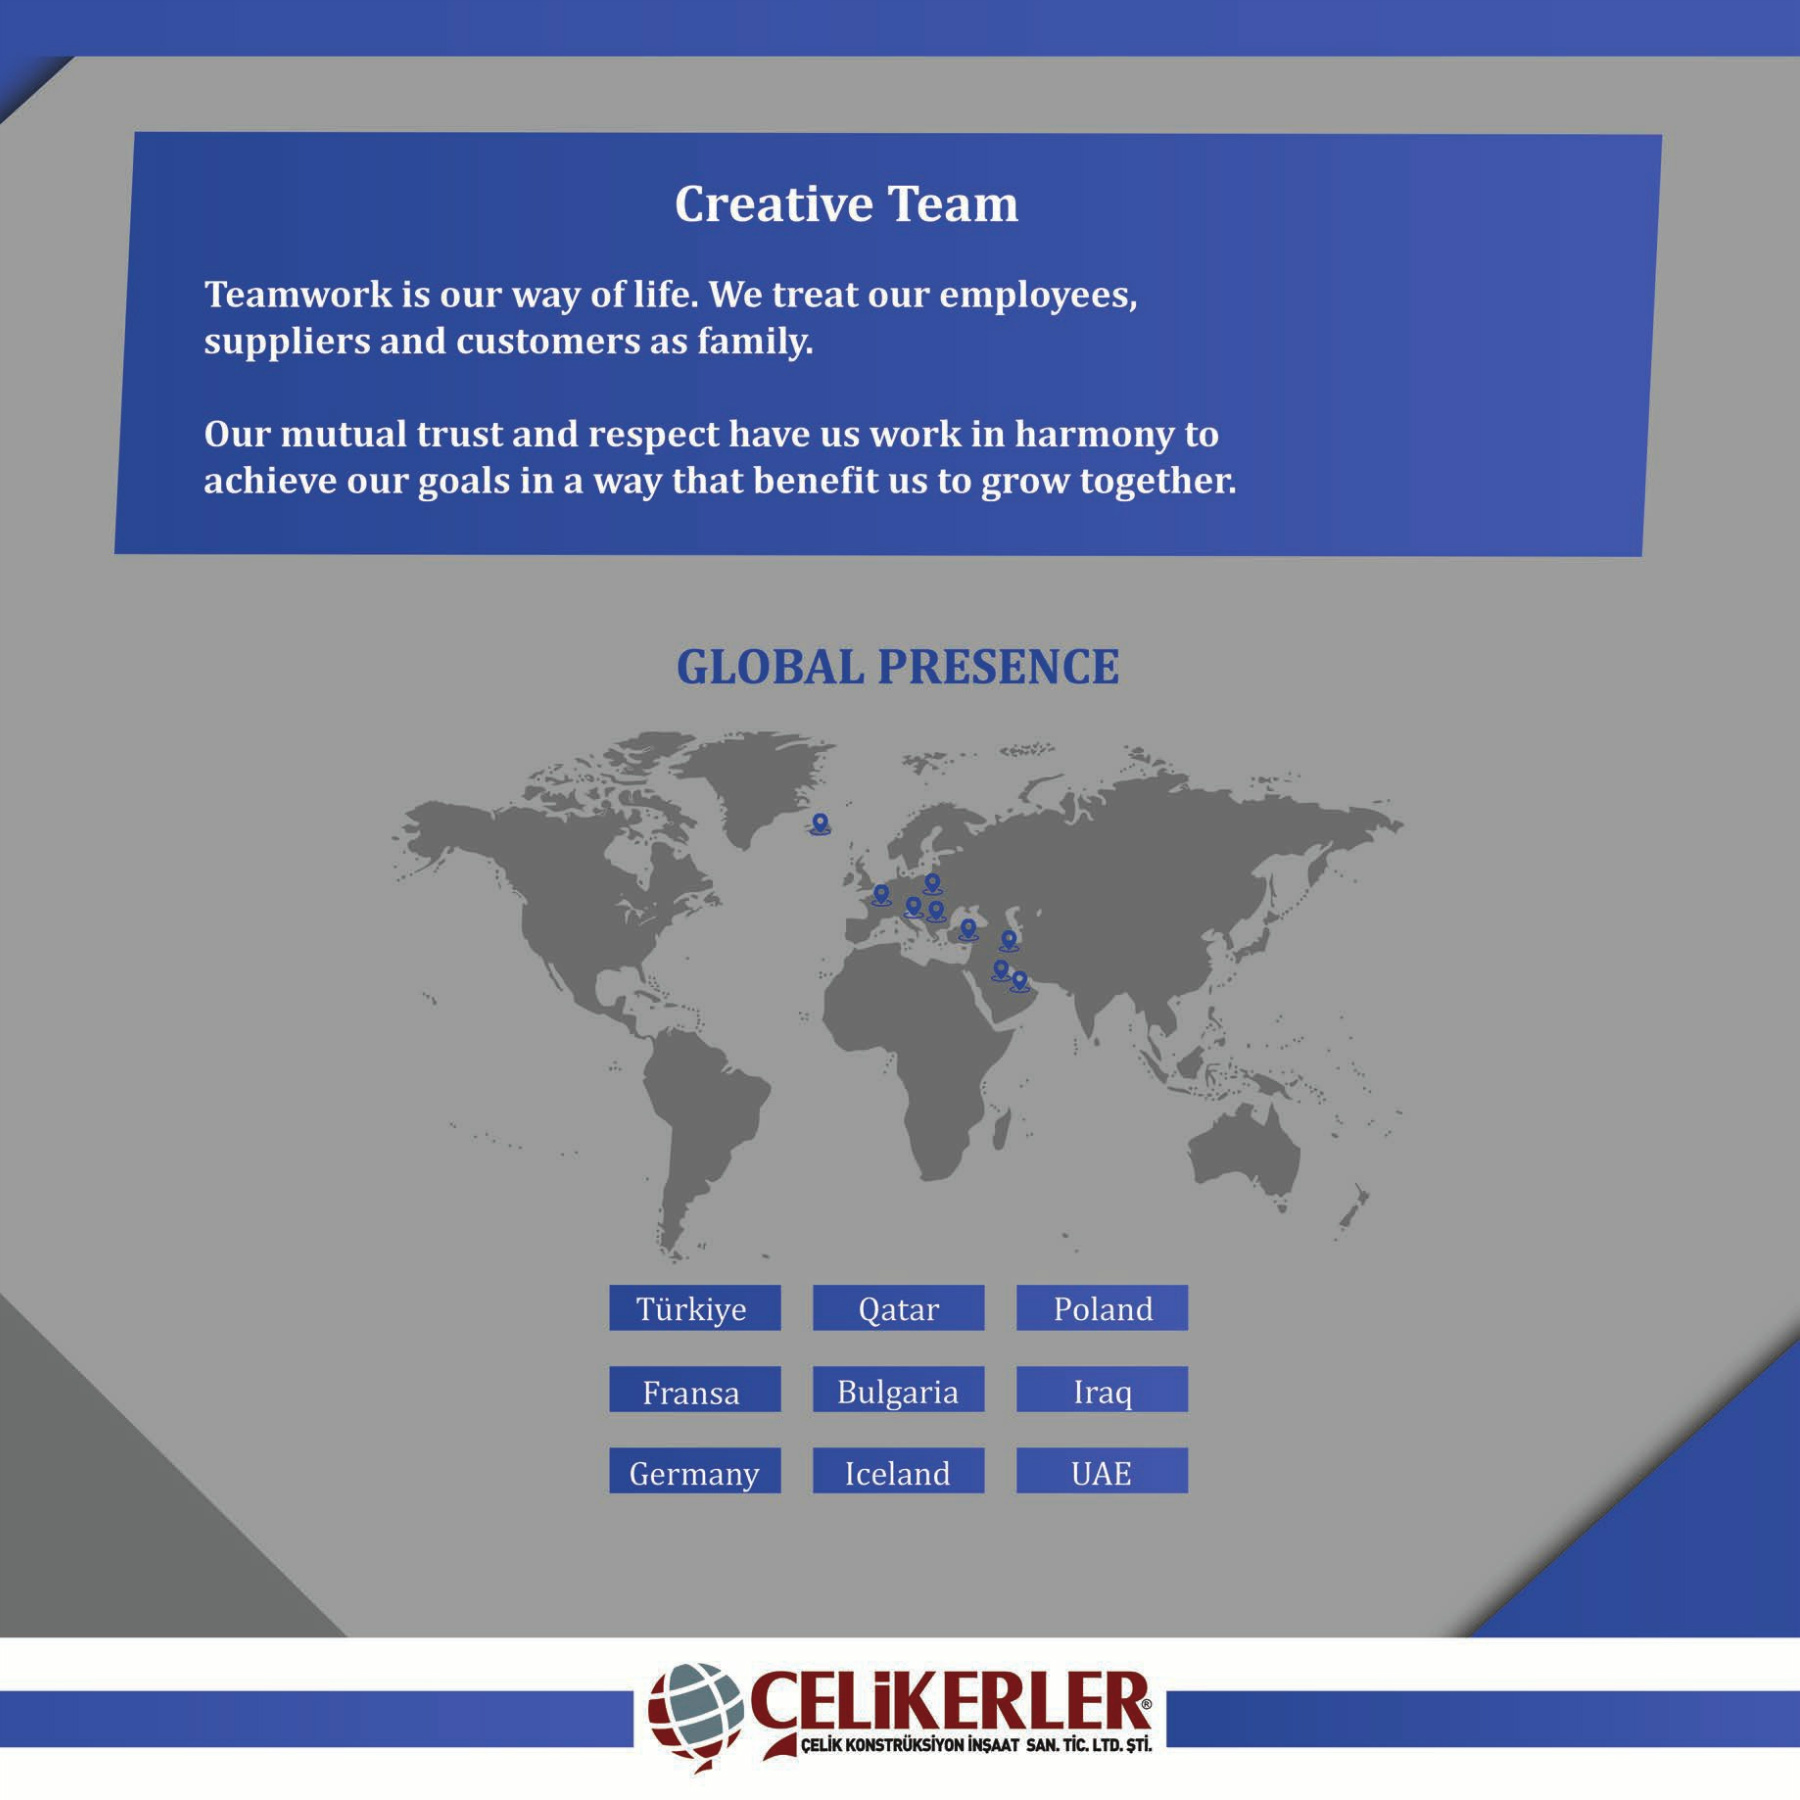 Creative Team
Teamwork is our way of life. We treat our employees,
suppliers and customers as family.
Our mutual trust and respect have us work in harmony to
achieve our goals in a way that benefit us to grow together.
GLOBAL PRESENCE
Türkiye Qatar Poland
Fransa Bulgaria Iraq
Germany Iceland UAE
ÇELiKERLER®
ÇELİK KONSTRÜKSİYON İNŞAAT SAN. TİC. LTD. ŞTİ.